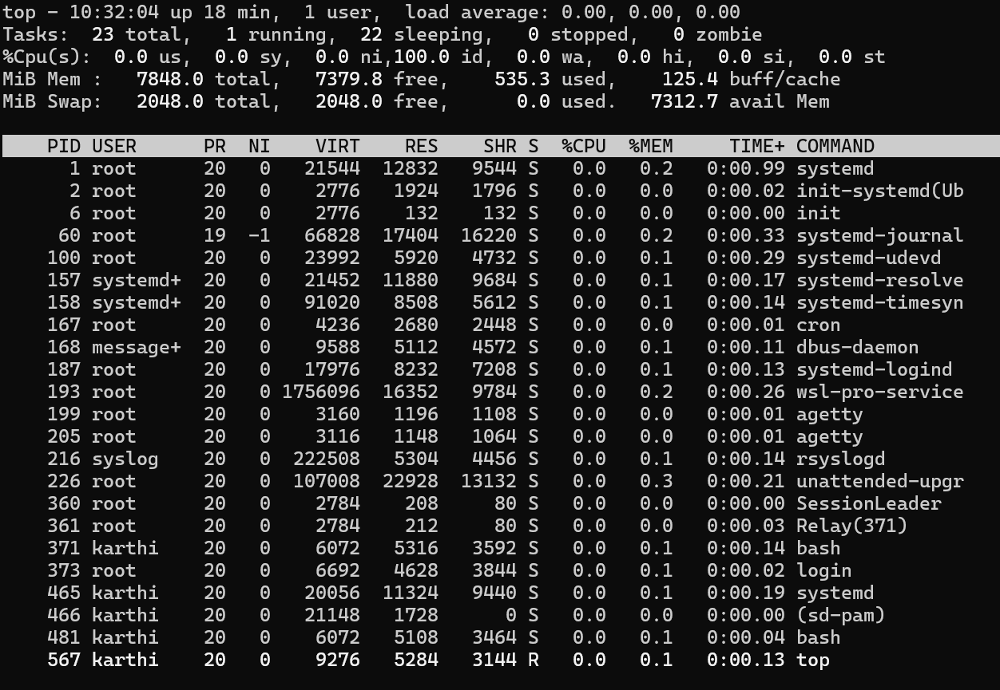 top - 10:32:04 up 18 min,  1 user,  load average: 0.00, 0.00, 0.00
Tasks:  23 total,   1 running,  22 sleeping,   0 stopped,   0 zombie
%Cpu(s):  0.0 us,  0.0 sy,  0.0 ni,100.0 id,  0.0 wa,  0.0 hi,  0.0 si,  0.0 st
MiB Mem :   7848.0 total,   7379.8 free,    535.3 used,    125.4 buff/cache
MiB Swap:   2048.0 total,   2048.0 free,      0.0 used.   7312.7 avail Mem
    PID USER      PR  NI    VIRT    RES    SHR S  %CPU  %MEM     TIME+ COMMAND
      1 root      20   0   21544  12832   9544 S   0.0   0.2   0:00.99 systemd
      2 root      20   0    2776   1924   1796 S   0.0   0.0   0:00.02 init-systemd(Ub
      6 root      20   0    2776    132    132 S   0.0   0.0   0:00.00 init
     60 root      19  -1   66828  17404  16220 S   0.0   0.2   0:00.33 systemd-journal
    100 root      20   0   23992   5920   4732 S   0.0   0.1   0:00.29 systemd-udevd
    157 systemd+  20   0   21452  11880   9684 S   0.0   0.1   0:00.17 systemd-resolve
    158 systemd+  20   0   91020   8508   5612 S   0.0   0.1   0:00.14 systemd-timesyn
    167 root      20   0    4236   2680   2448 S   0.0   0.0   0:00.01 cron
    168 message+  20   0    9588   5112   4572 S   0.0   0.1   0:00.11 dbus-daemon
    187 root      20   0   17976   8232   7208 S   0.0   0.1   0:00.13 systemd-logind
    193 root      20   0 1756096  16352   9784 S   0.0   0.2   0:00.26 wsl-pro-service
    199 root      20   0    3160   1196   1108 S   0.0   0.0   0:00.01 agetty
    205 root      20   0    3116   1148   1064 S   0.0   0.0   0:00.01 agetty
    216 syslog    20   0  222508   5304   4456 S   0.0   0.1   0:00.14 rsyslogd
    226 root      20   0  107008  22928  13132 S   0.0   0.3   0:00.21 unattended-upgr
    360 root      20   0    2784    208     80 S   0.0   0.0   0:00.00 SessionLeader
    361 root      20   0    2784    212     80 S   0.0   0.0   0:00.03 Relay(371)
    371 karthi    20   0    6072   5316   3592 S   0.0   0.1   0:00.14 bash
    373 root      20   0    6692   4628   3844 S   0.0   0.1   0:00.02 login
    465 karthi    20   0   20056  11324   9440 S   0.0   0.1   0:00.19 systemd
    466 karthi    20   0   21148   1728      0 S   0.0   0.0   0:00.00 (sd-pam)
    481 karthi    20   0    6072   5108   3464 S   0.0   0.1   0:00.04 bash
    567 karthi    20   0    9276   5284   3144 R   0.0   0.1   0:00.13 top